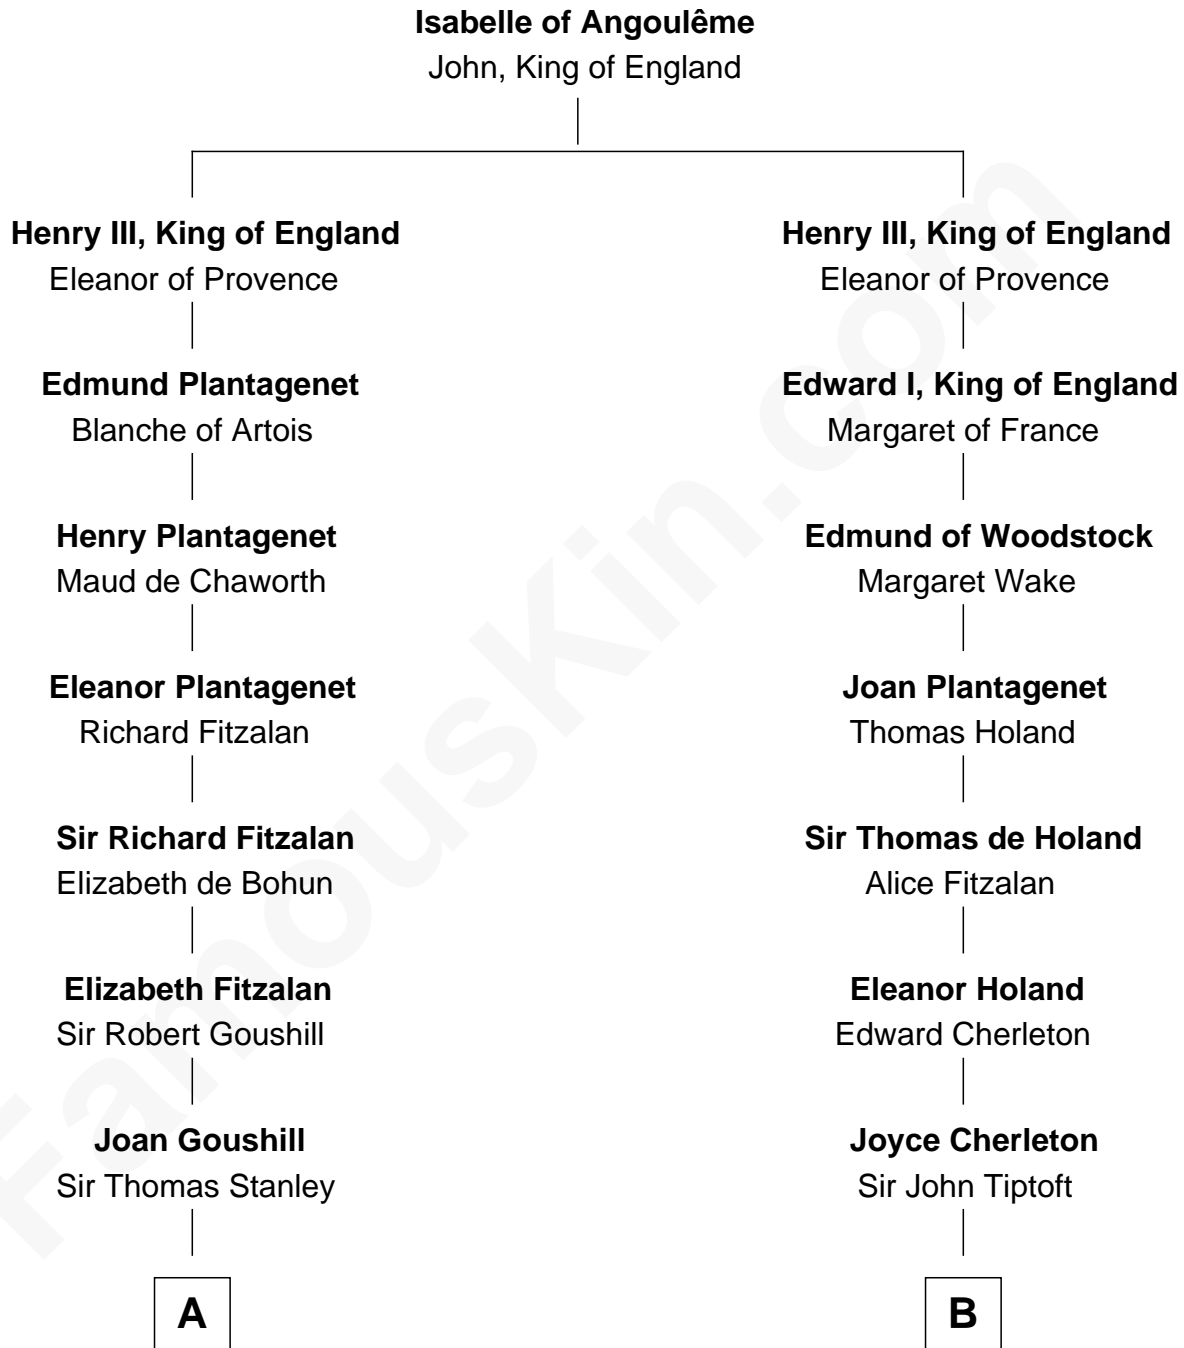 Isabelle of Angoulême
John, King of England
Henry III, King of England
Eleanor of Provence
Edmund Plantagenet
Blanche of Artois
Henry Plantagenet
Maud de Chaworth
Eleanor Plantagenet
Richard Fitzalan
Sir Richard Fitzalan
Elizabeth de Bohun
Elizabeth Fitzalan
Sir Robert Goushill
Joan Goushill
Sir Thomas Stanley
A
Henry III, King of England
Eleanor of Provence
Edward I, King of England
Margaret of France
Edmund of Woodstock
Margaret Wake
Joan Plantagenet
Thomas Holand
Sir Thomas de Holand
Alice Fitzalan
Eleanor Holand
Edward Cherleton
Joyce Cherleton
Sir John Tiptoft
B
FamousKin.com